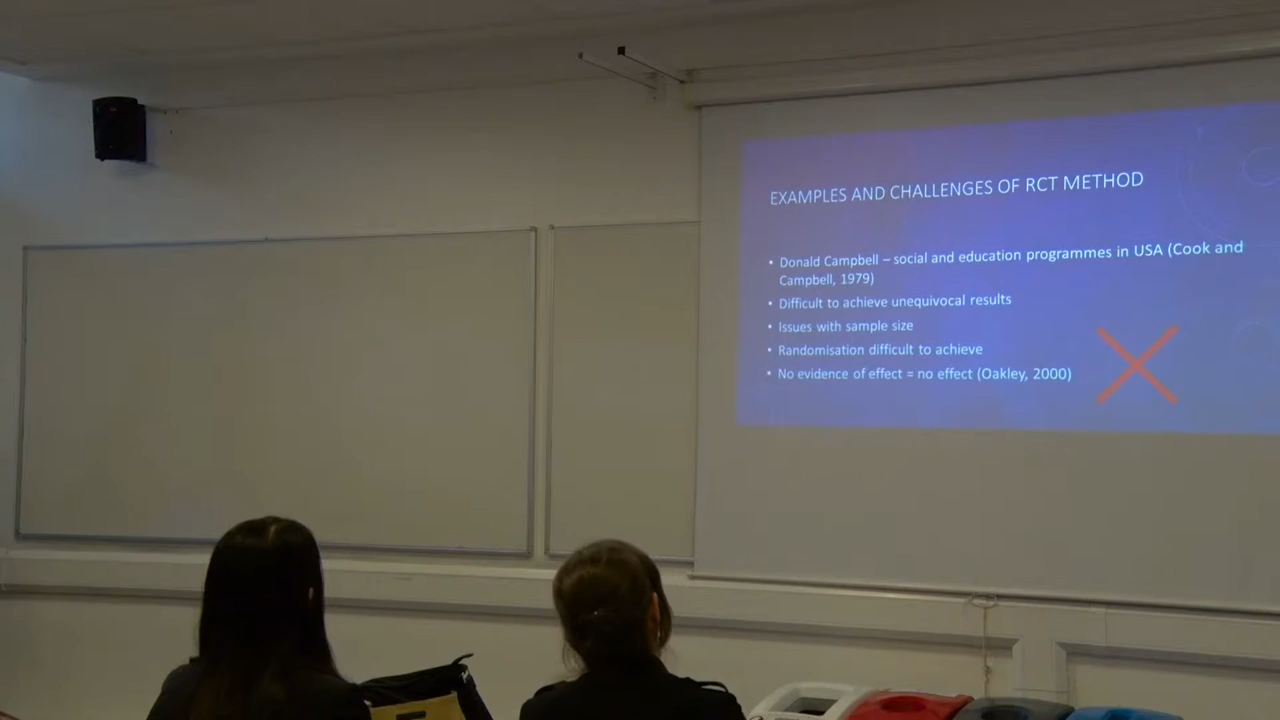 EXAMPLES AND CHALLENGES OF RCT METHOD
• Donald Campbell – social and education programmes in USA (Cook and
Campbell, 1979)
• Difficult to achieve unequivocal results
• Issues with sample size
• Randomisation difficult to achieve
• No evidence of effect = no effect (Oakley, 2000)